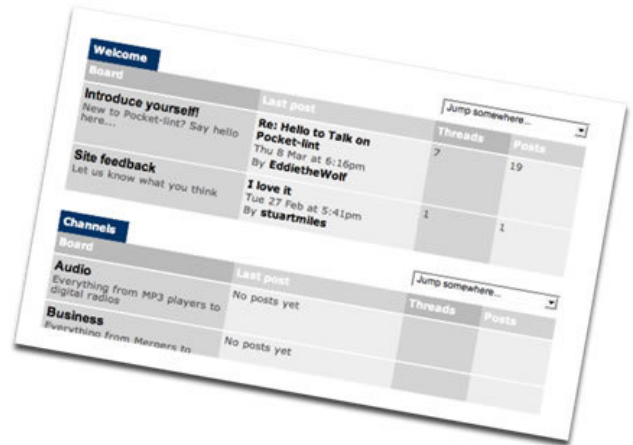 Welcome
Jump somewhere...
Board Last post Threads Posts
Introduce yourself! Re: Hello to Talk on 7 19
New to Pocket-lint? Say hello Pocket-lint
here... Thu 8 Mar at 6:16pm
By EddietheWolf
Site feedback I love it 1 1
Let us know what you think Tue 27 Feb at 5:41pm
By stuartmiles
Channels
Jump somewhere...
Board Last post Threads Posts
Audio No posts yet
Everything from MP3 players to
digital radios
Business No posts yet
Everything from Mergers to